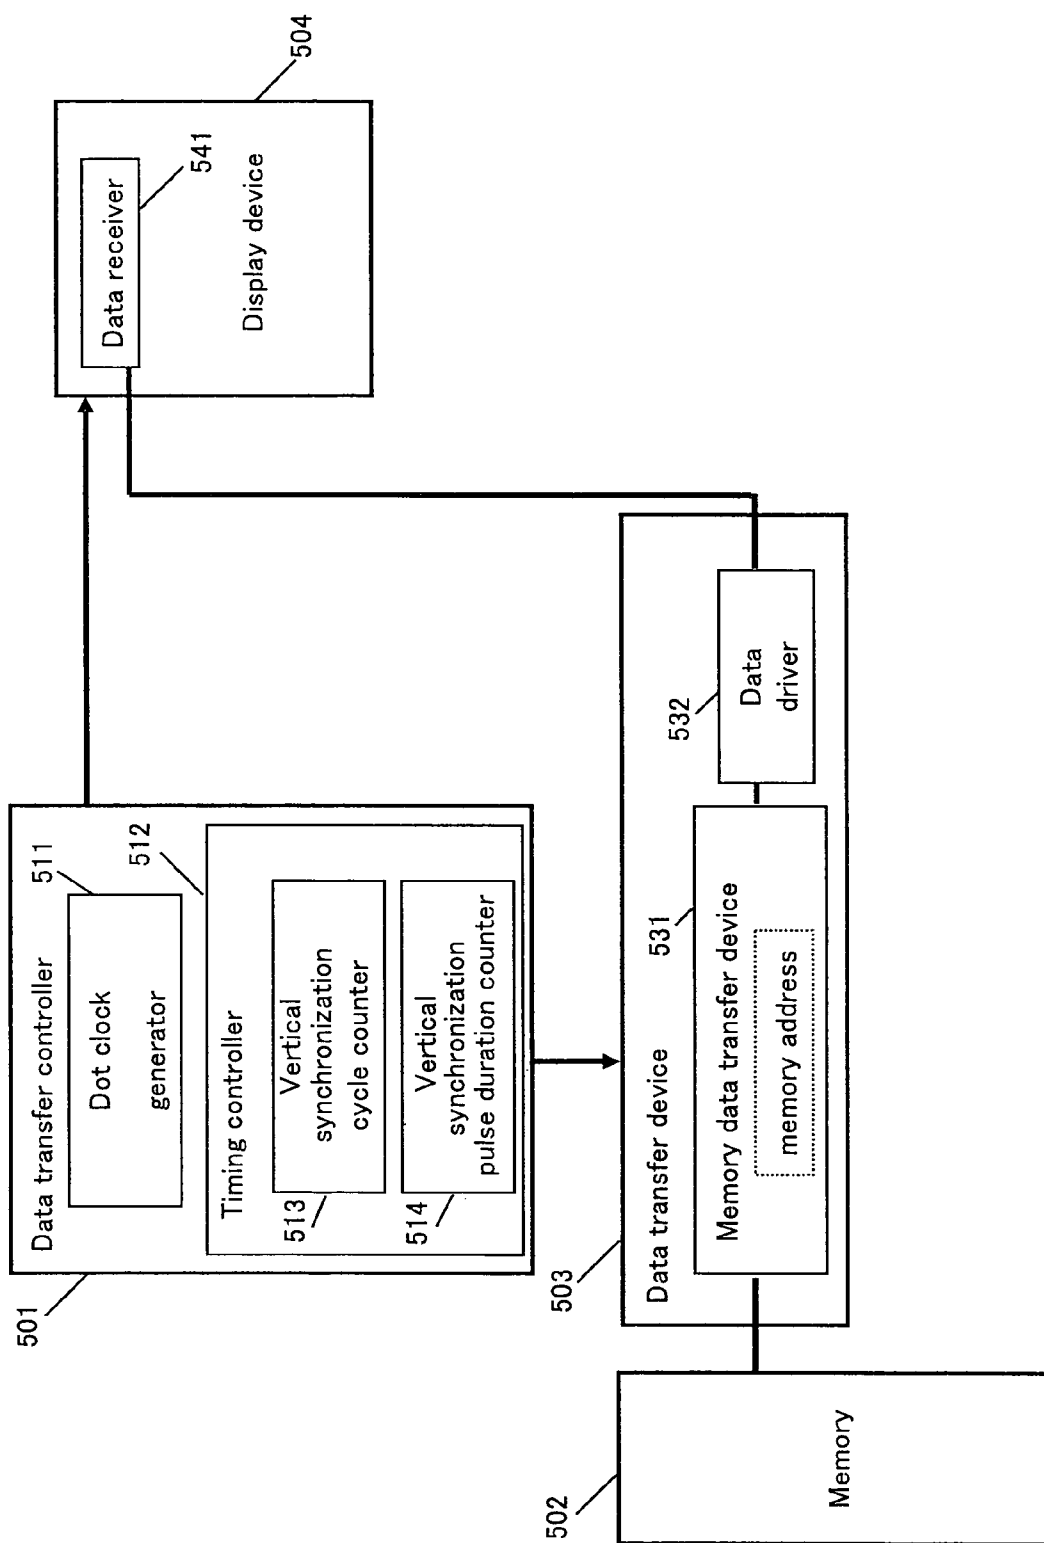 501
Data transfer controller
511
Dot clock
generator
512
Timing controller
513
Vertical
synchronization
cycle counter
514
Vertical
synchronization
pulse duration counter
504
541
Data receiver
Display device
502
Memory
503
Data transfer device
531
Memory data transfer device
memory address
532
Data
driver